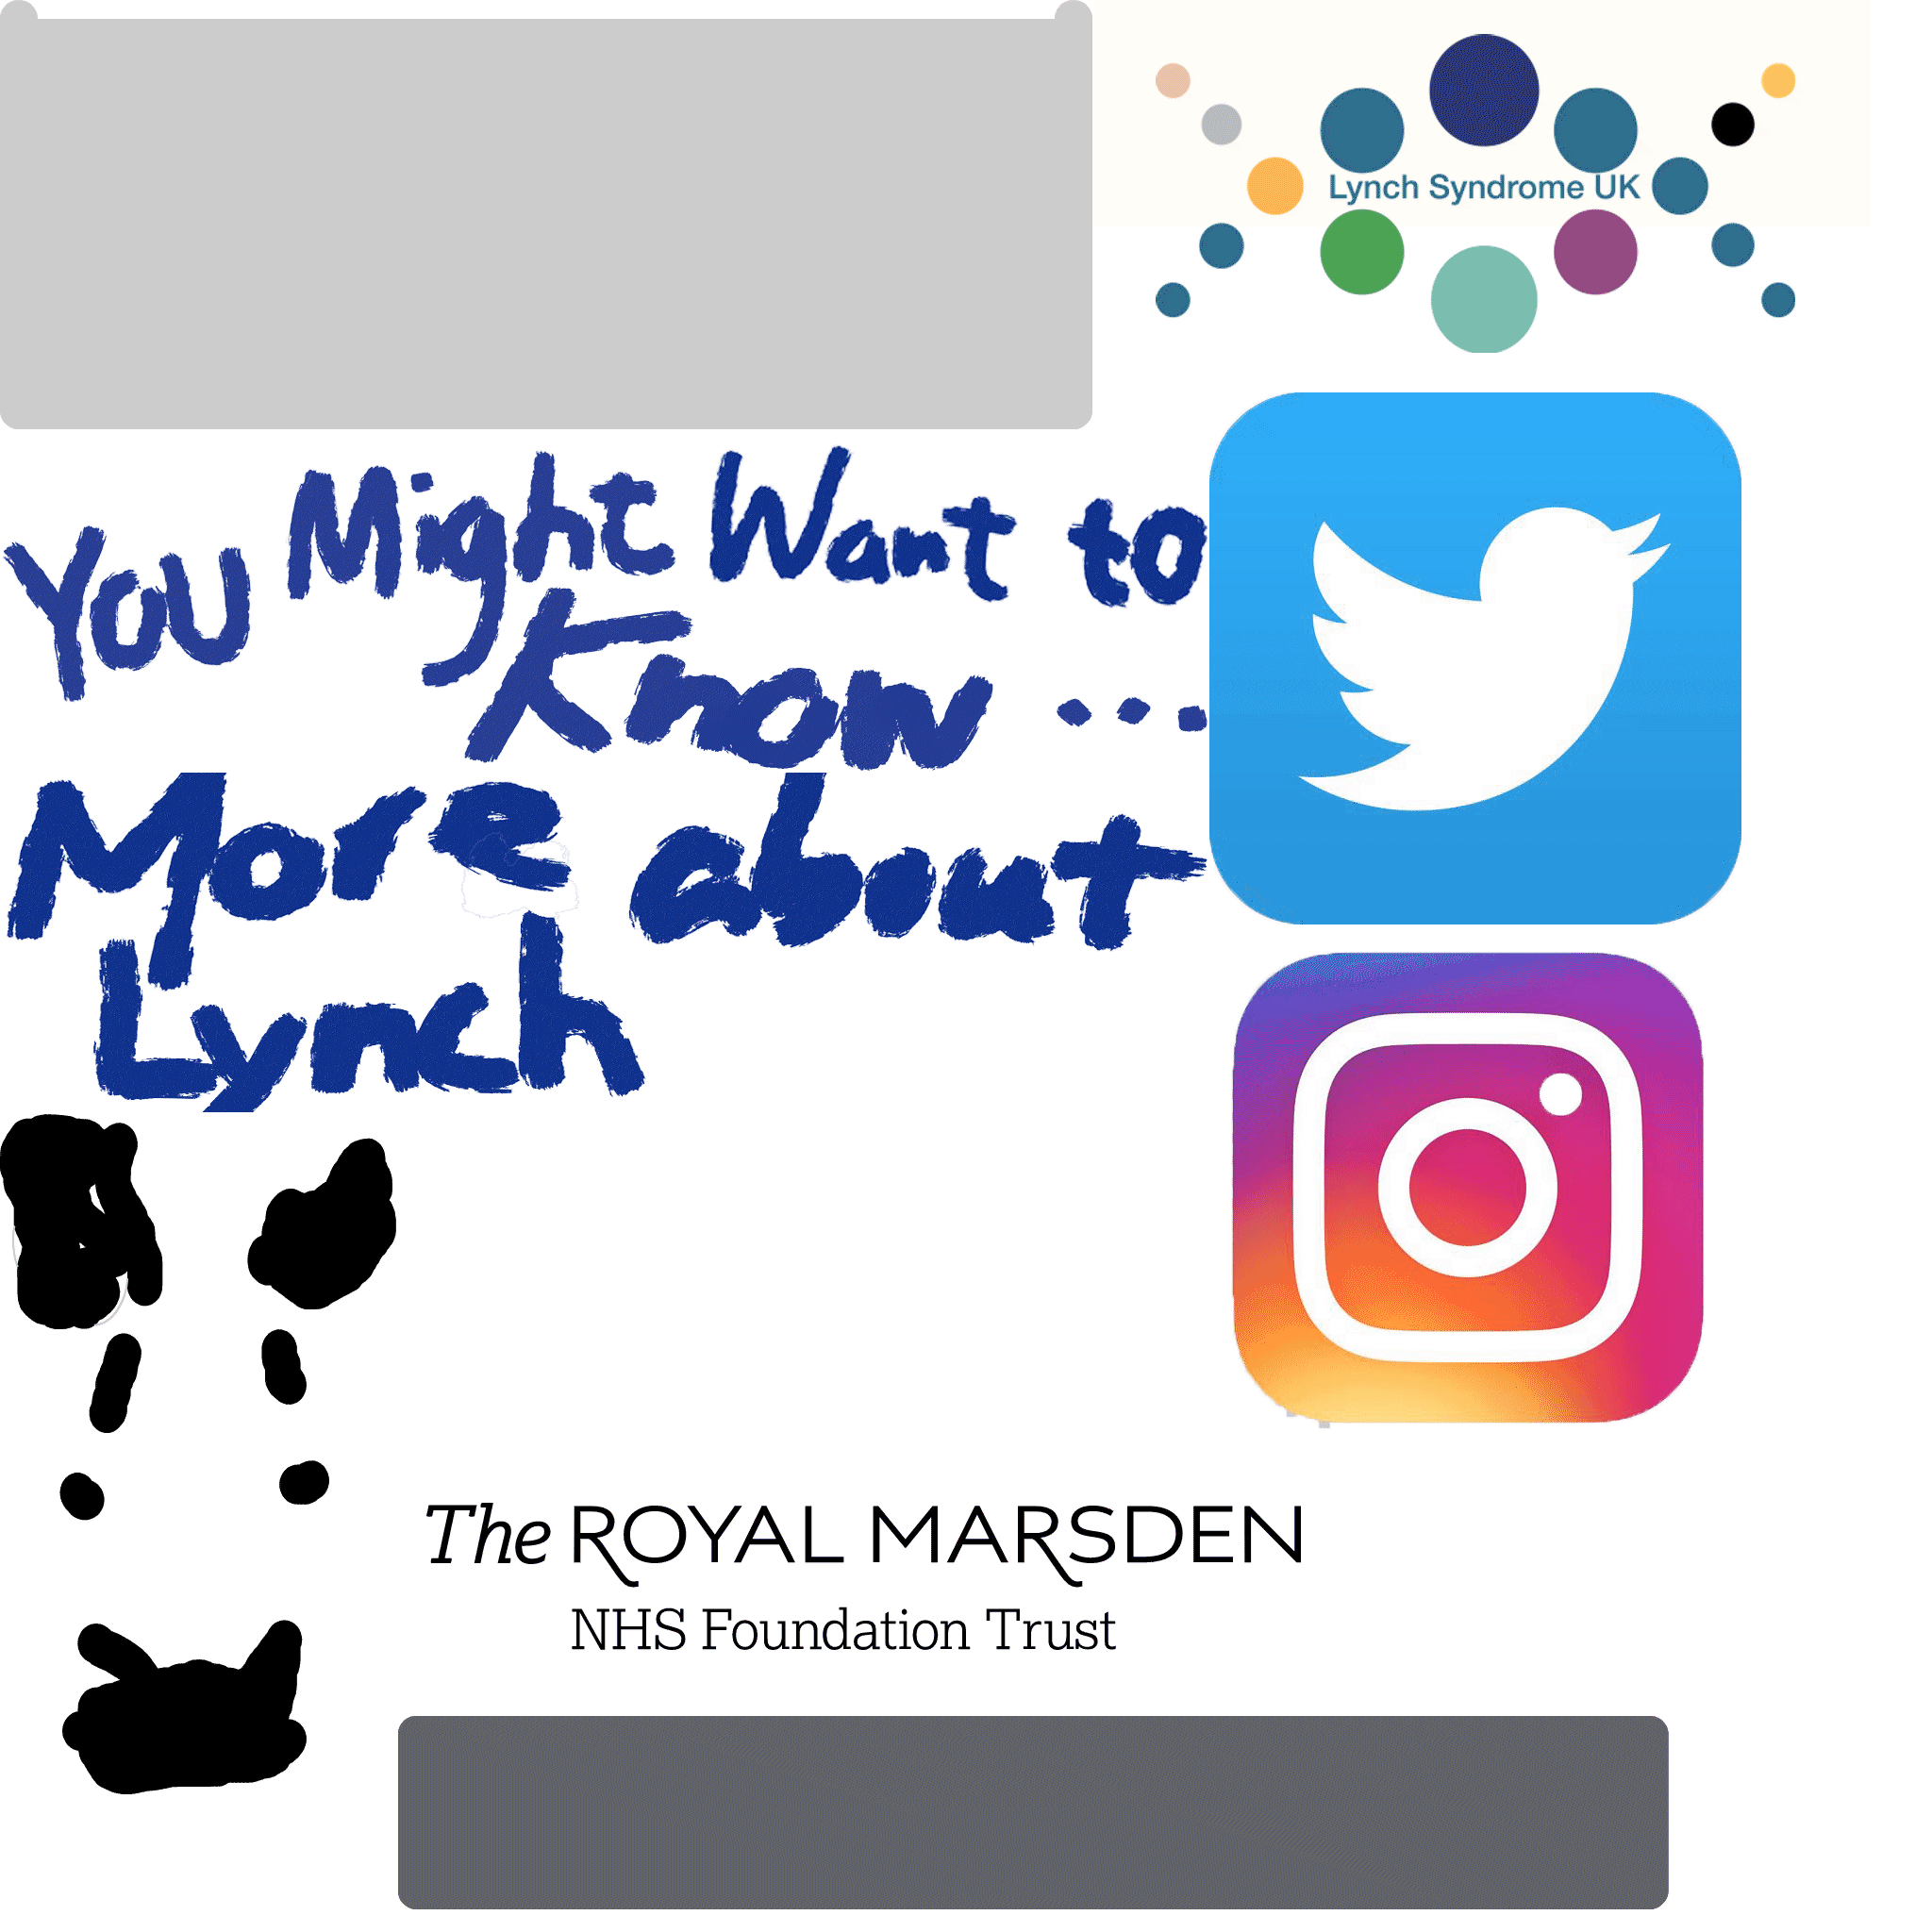 Lynch Syndrome UK
You Might Want to
Know ...
More about
Lynch
The ROYAL MARSDEN
NHS Foundation Trust